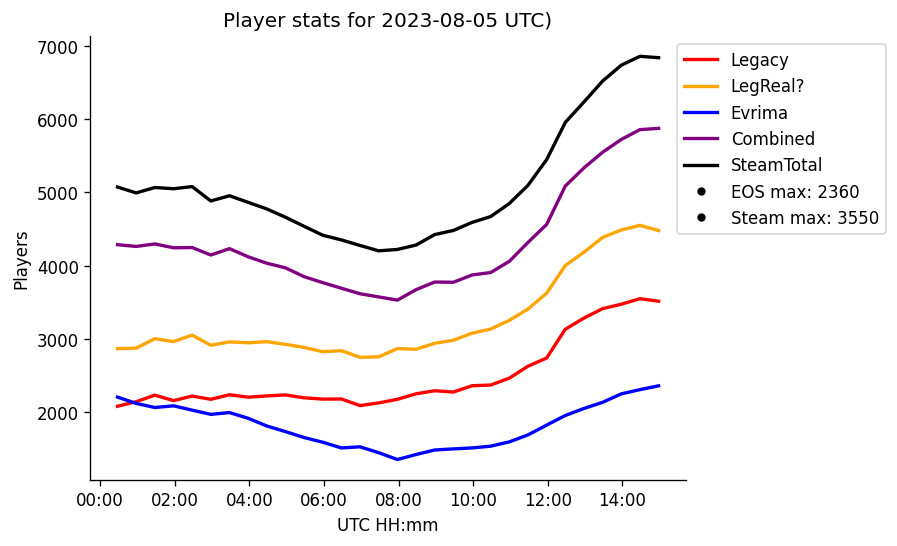 Player stats for 2023-08-05 UTC)
7000
6000
5000
4000
3000
2000
Players
00:00 02:00 04:00 06:00 08:00 10:00 12:00 14:00
UTC HH:mm
Legacy
LegReal?
Evrima
Combined
SteamTotal
EOS max: 2360
Steam max: 3550